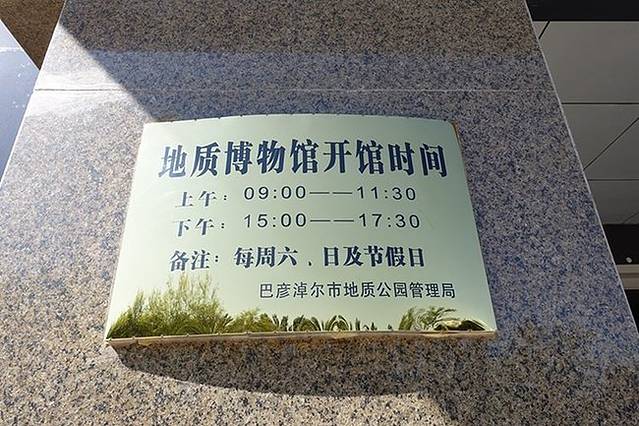 地质博物馆开馆时间
上午：09:00——11:30
下午：15:00——17:30
备注：每周六、日及节假日
巴彦淖尔市地质公园管理局